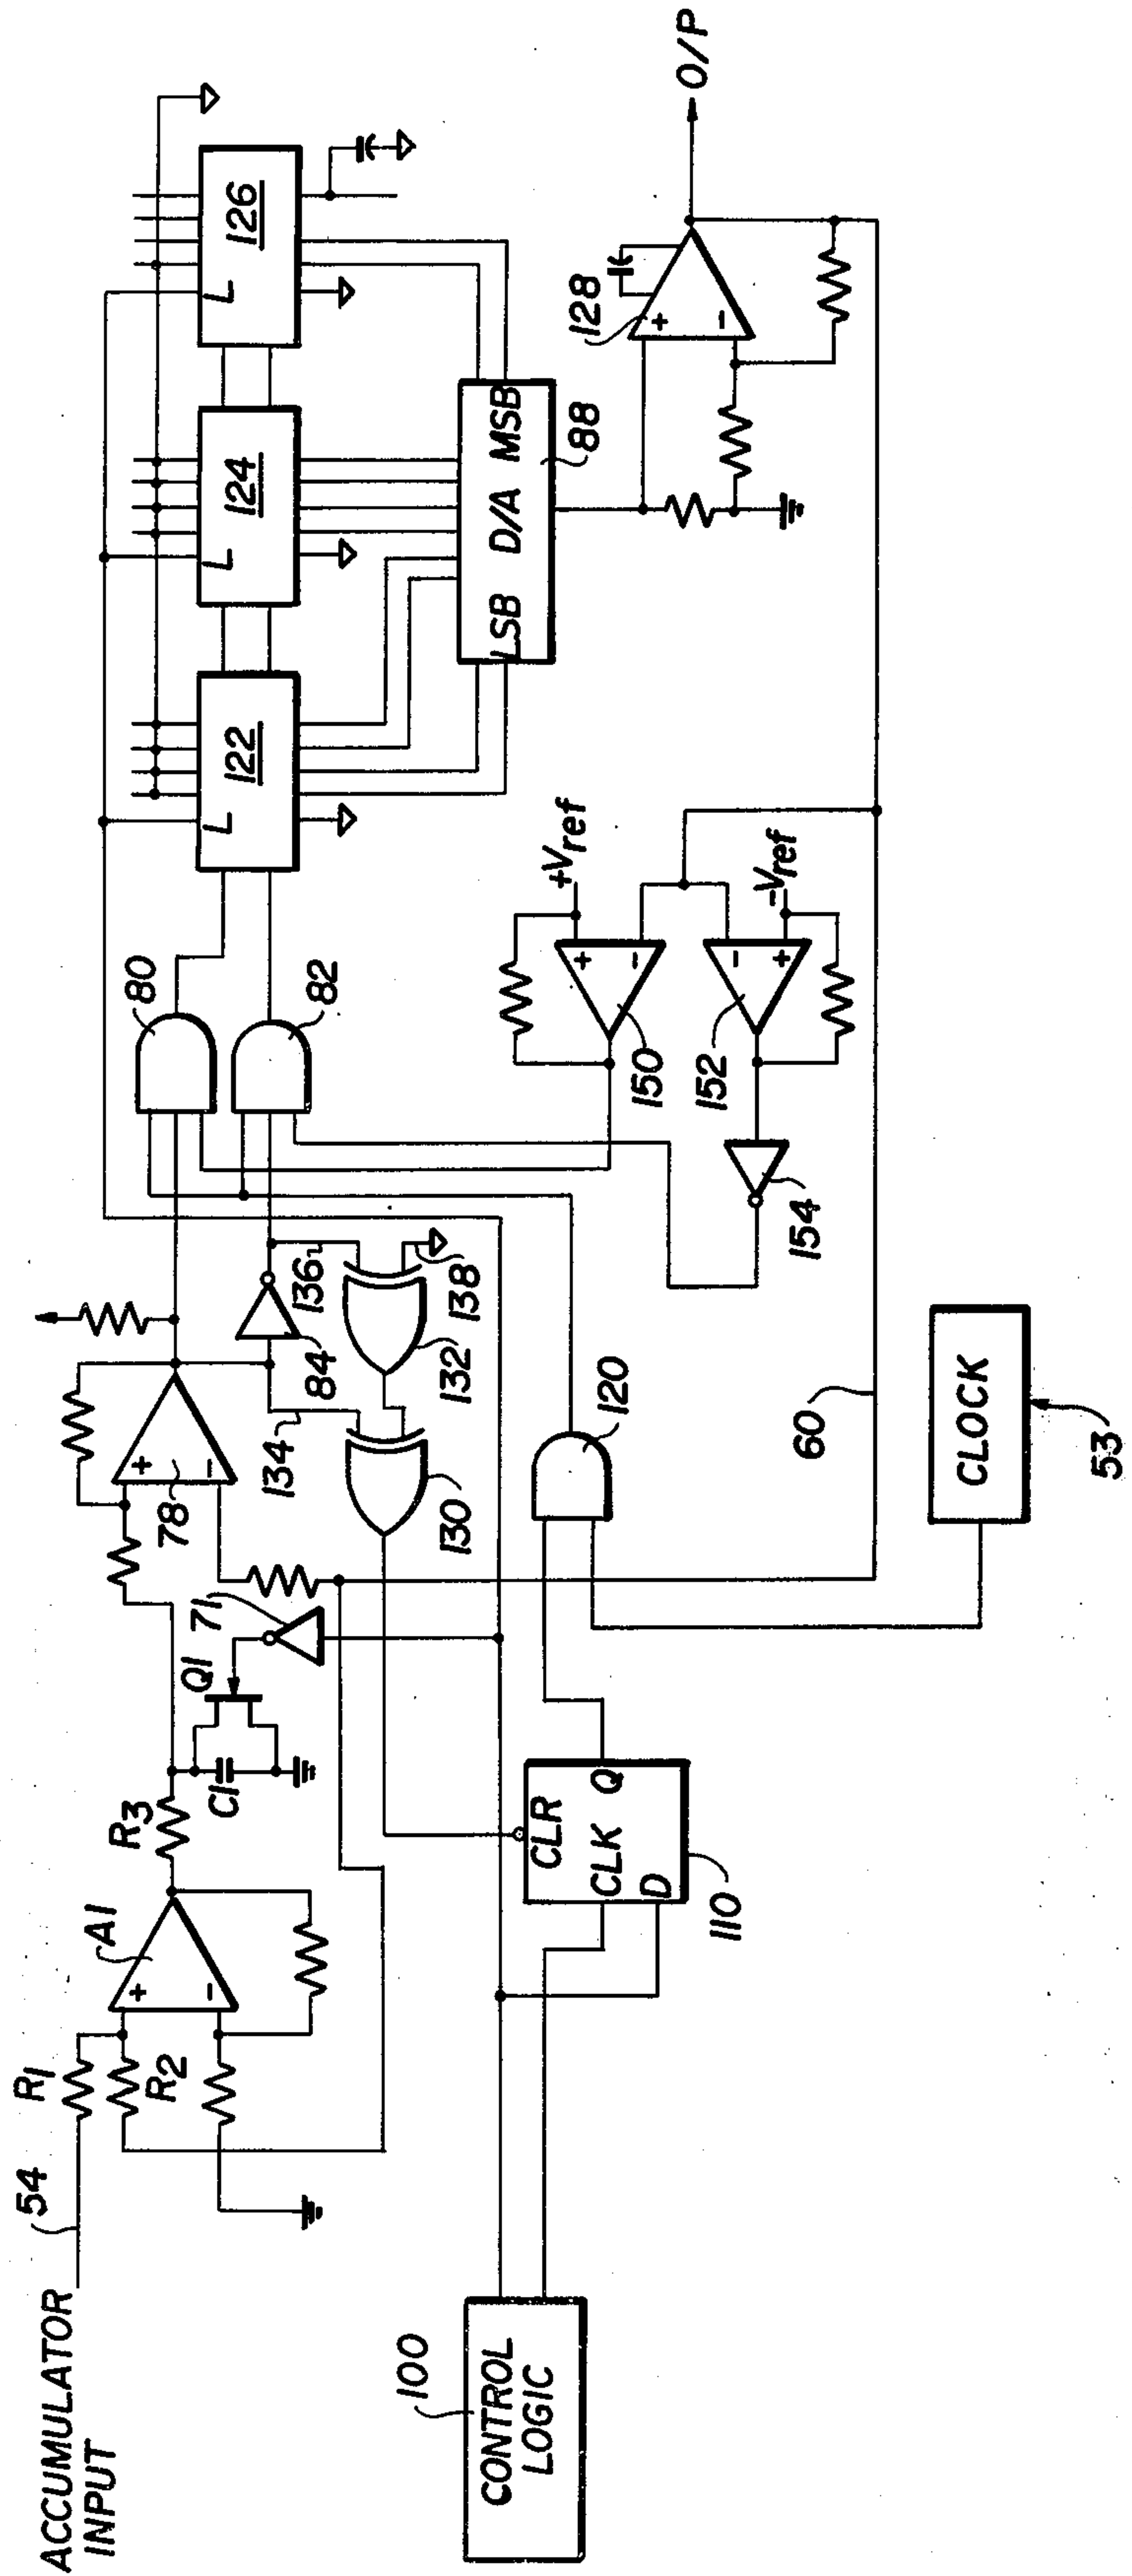 ACCUMULATOR
INPUT
54
R1
R2
+
−
A1
R3
C1
Q1
71
+
−
78
134
84
136
138
132
130
80
82
L
122
L
124
L
126
LSB D/A MSB
88
128
+
−
O/P
+Vref
+
−
150
−
+
−Vref
152
154
120
60
CLOCK
53
CLR
CLK Q
D
110
100
CONTROL
LOGIC